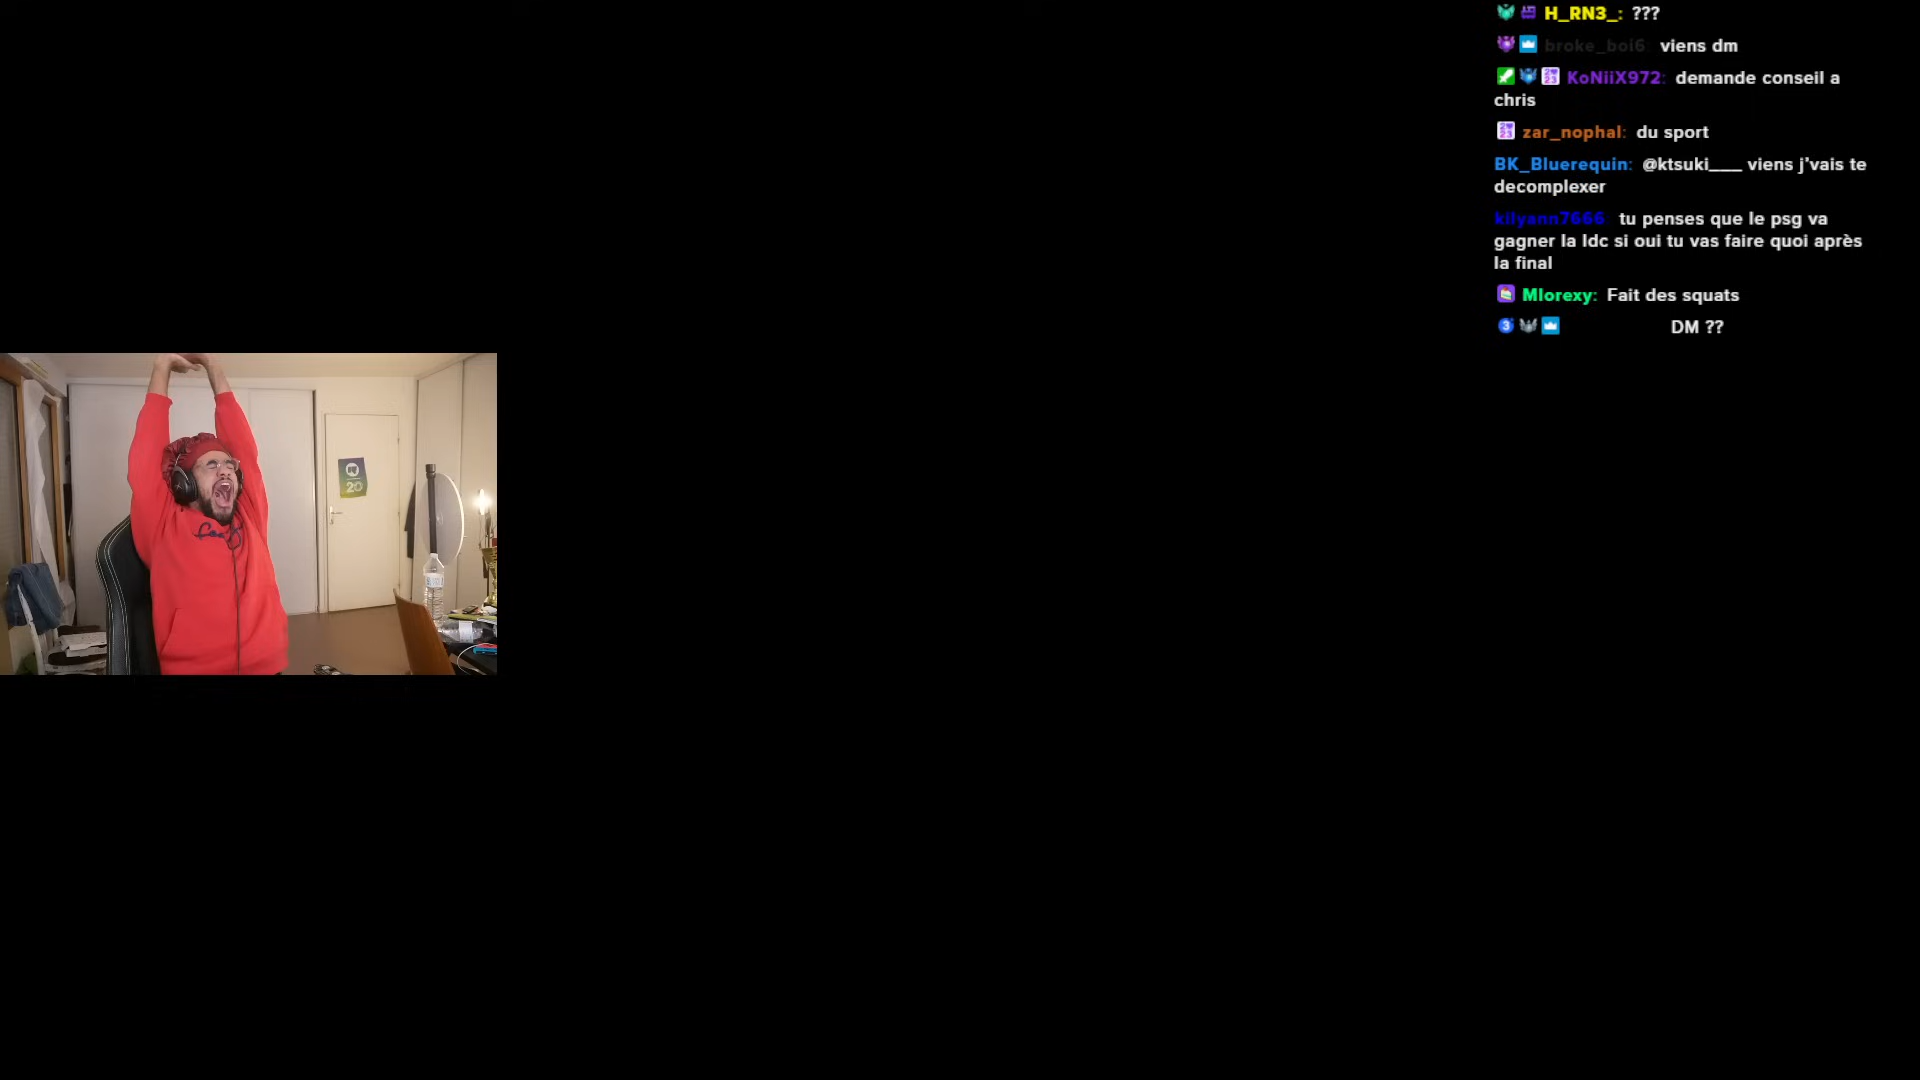 H_RN3_: ???
broke_boi6: viens dm
KoNiiX972: demande conseil a
chris
zar_nophal: du sport
BK_Bluerequin: @ktsuki___ viens j'vais te
decomplexer
kilyann7666: tu penses que le psg va
gagner la ldc si oui tu vas faire quoi après
la final
Mlorexy: Fait des squats
DM ??
20